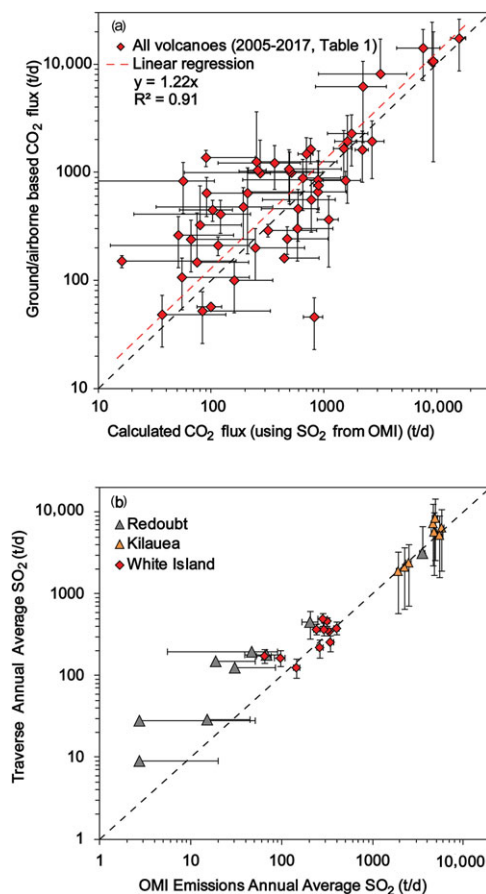 (a)
All volcanoes (2005-2017, Table 1)
Linear regression
y = 1.22x
R² = 0.91
Ground/airborne based CO₂ flux (t/d)
10,000
1000
100
10
10
100
1000
10,000
Calculated CO₂ flux (using SO₂ from OMI) (t/d)
(b)
Redoubt
Kilauea
White Island
Traverse Annual Average SO₂ (t/d)
10,000
1000
100
10
1
1
10
100
1000
10,000
OMI Emissions Annual Average SO₂ (t/d)